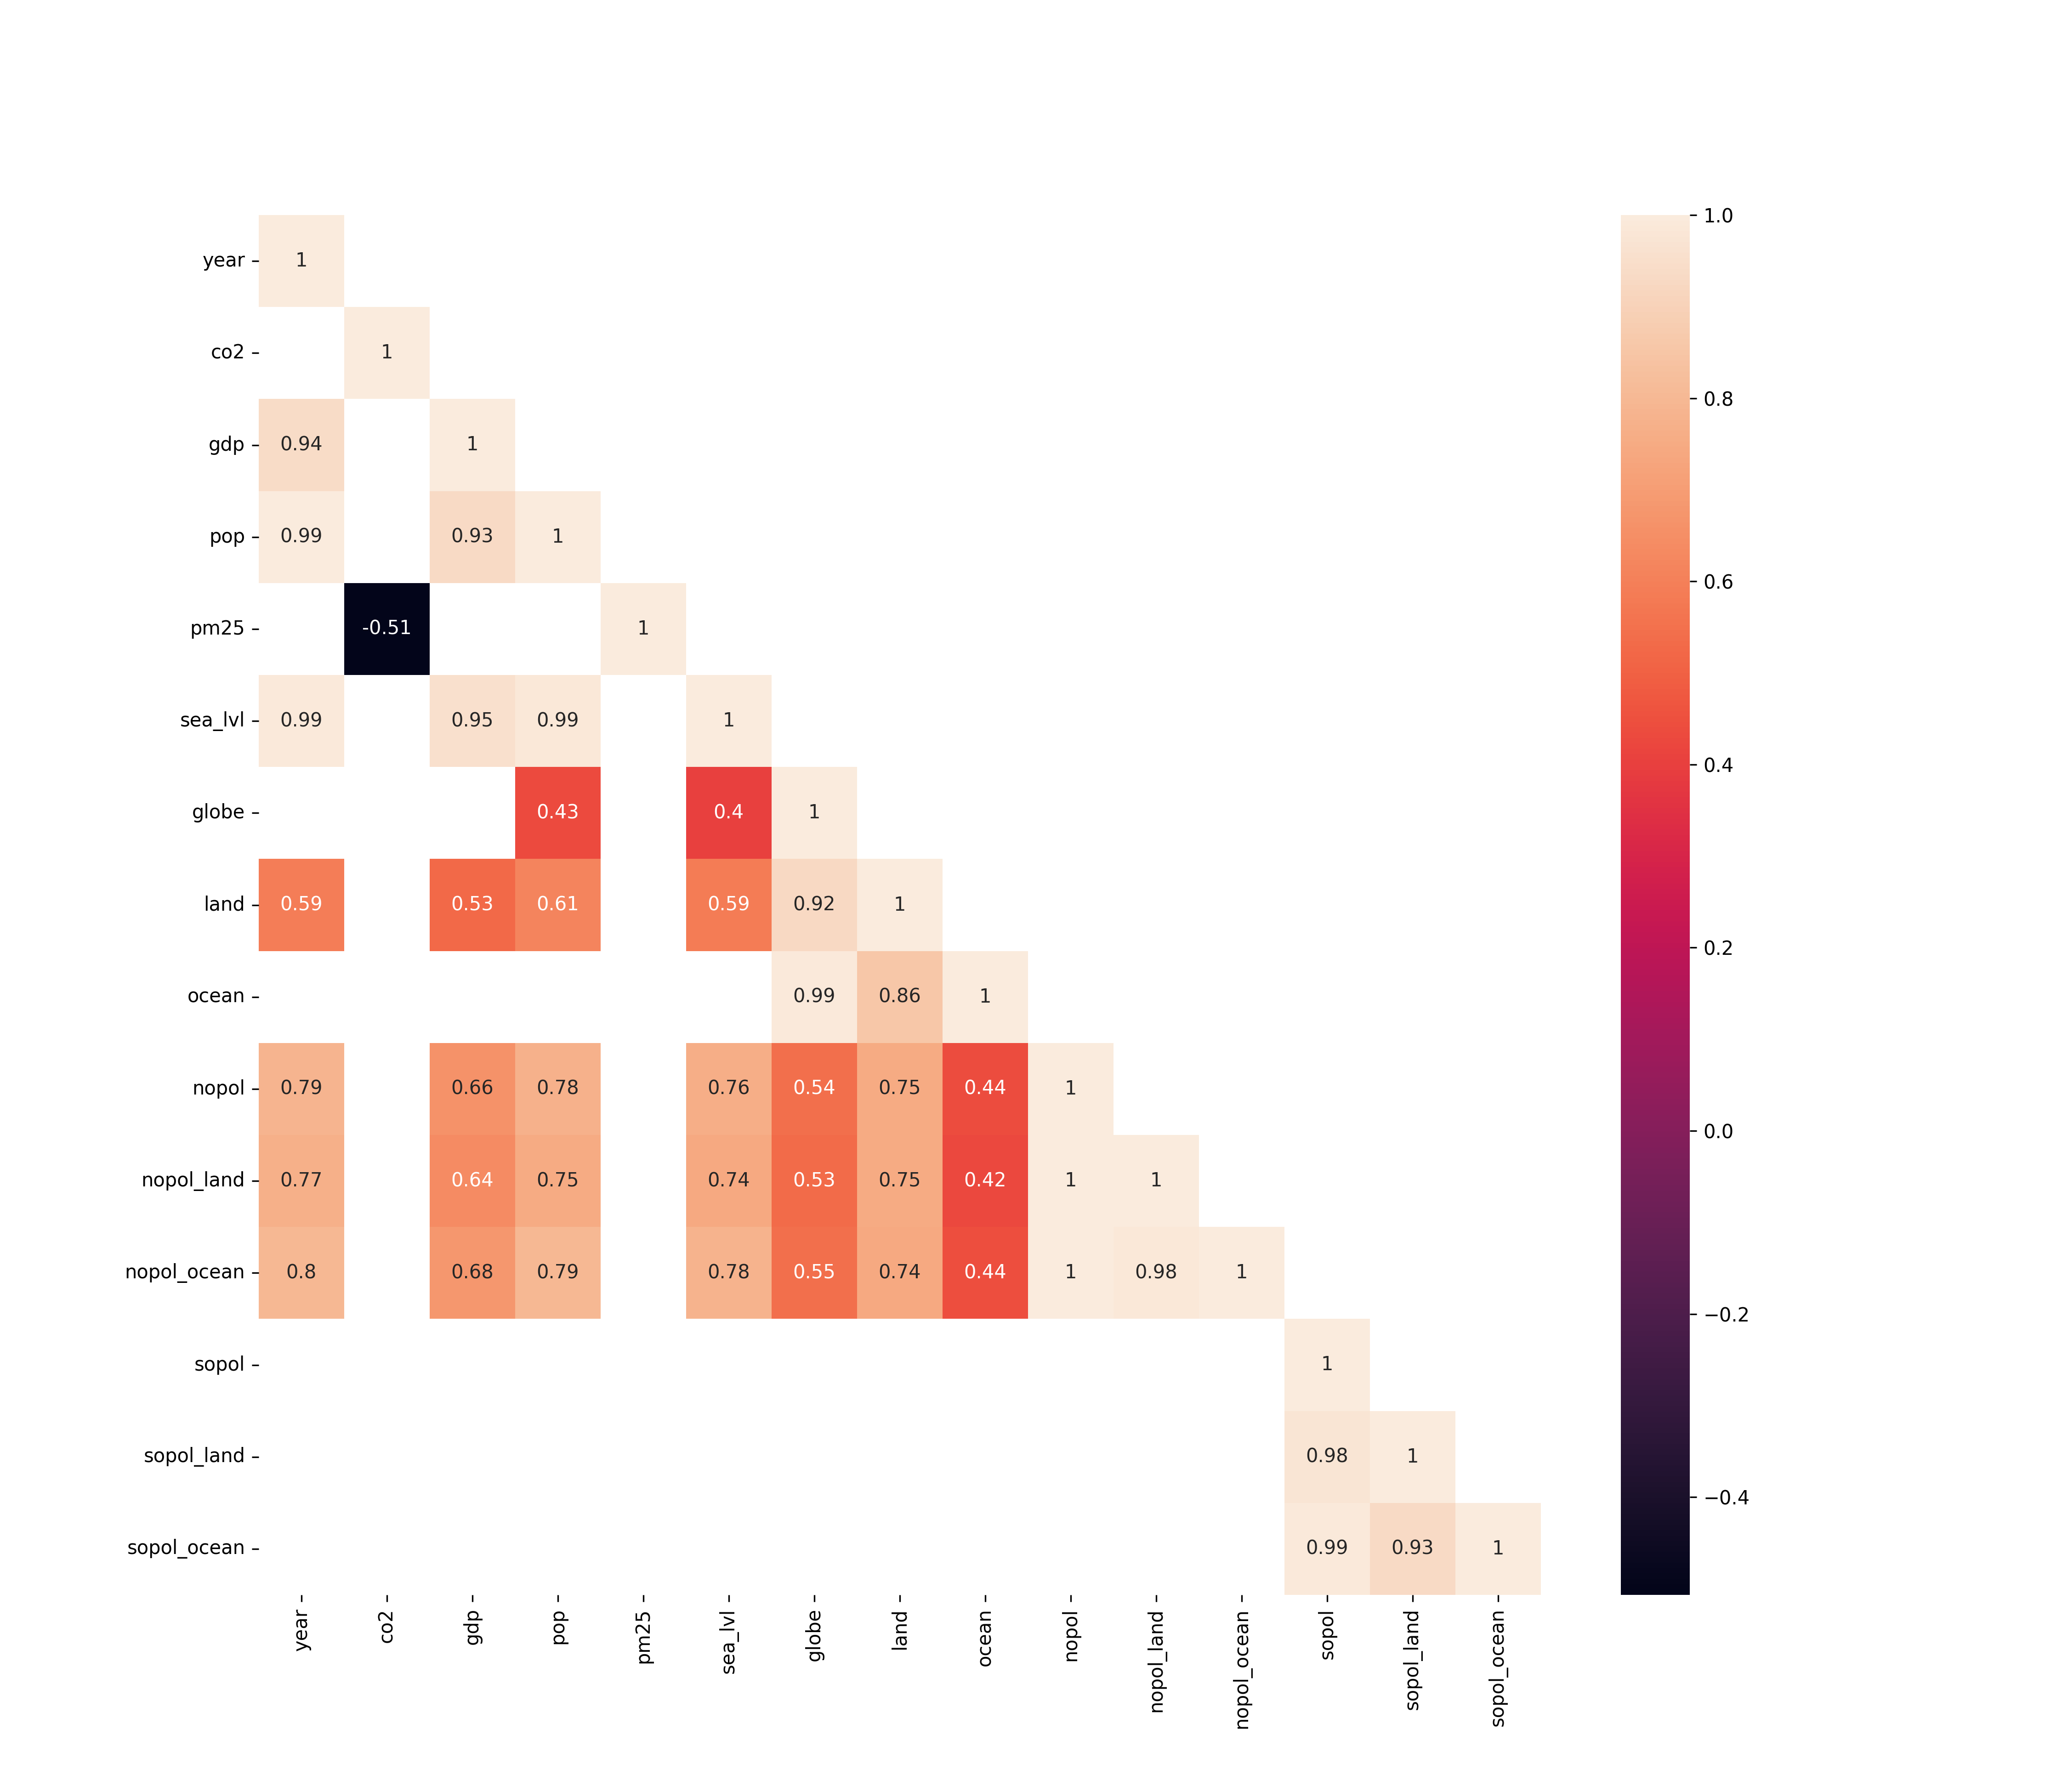 1.0
year 1
co2 1
0.8
gdp 0.94 1
pop 0.99 0.93 1
0.6
pm25 -0.51 1
sea_lvl 0.99 0.95 0.99 1
0.4
globe 0.43 0.4 1
land 0.59 0.53 0.61 0.59 0.92 1
0.2
ocean 0.99 0.86 1
nopol 0.79 0.66 0.78 0.76 0.54 0.75 0.44 1
0.0
nopol_land 0.77 0.64 0.75 0.74 0.53 0.75 0.42 1 1
nopol_ocean 0.8 0.68 0.79 0.78 0.55 0.74 0.44 1 0.98 1
−0.2
sopol 1
sopol_land 0.98 1
−0.4
sopol_ocean 0.99 0.93 1
year
co2
gdp
pop
pm25
sea_lvl
globe
land
ocean
nopol
nopol_land
nopol_ocean
sopol
sopol_land
sopol_ocean